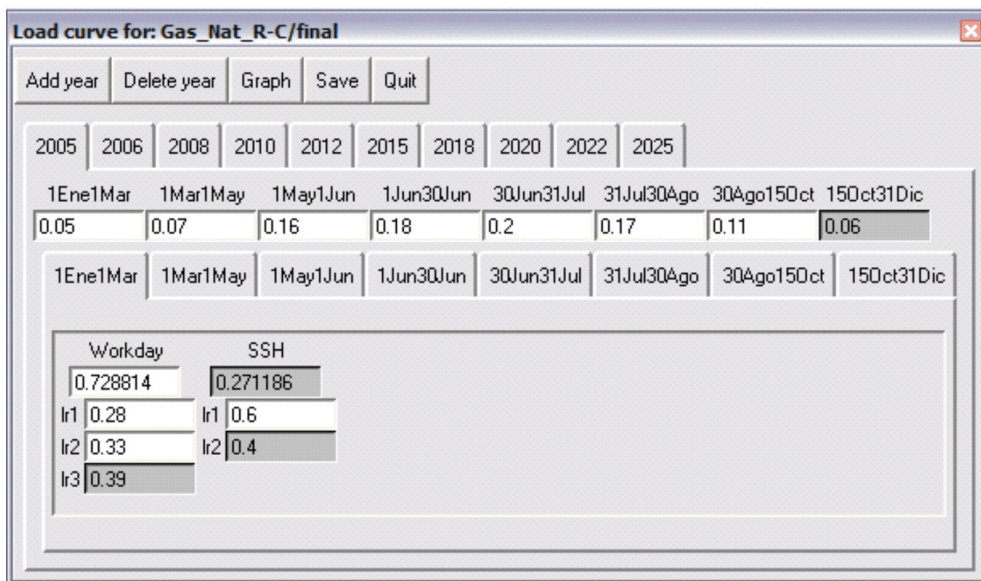 Load curve for: Gas_Nat_R-C/final
Add year Delete year Graph Save Quit
2005 2006 2008 2010 2012 2015 2018 2020 2022 2025
1Ene1Mar 1Mar1May 1May1Jun 1Jun30Jun 30Jun31Jul 31Jul30Ago 30Ago15Oct 15Oct31Dic
0.05 0.07 0.16 0.18 0.2 0.17 0.11 0.06
1Ene1Mar 1Mar1May 1May1Jun 1Jun30Jun 30Jun31Jul 31Jul30Ago 30Ago15Oct 15Oct31Dic
Workday SSH
0.728814 0.271186
lr1 0.28 lr1 0.6
lr2 0.33 lr2 0.4
lr3 0.39